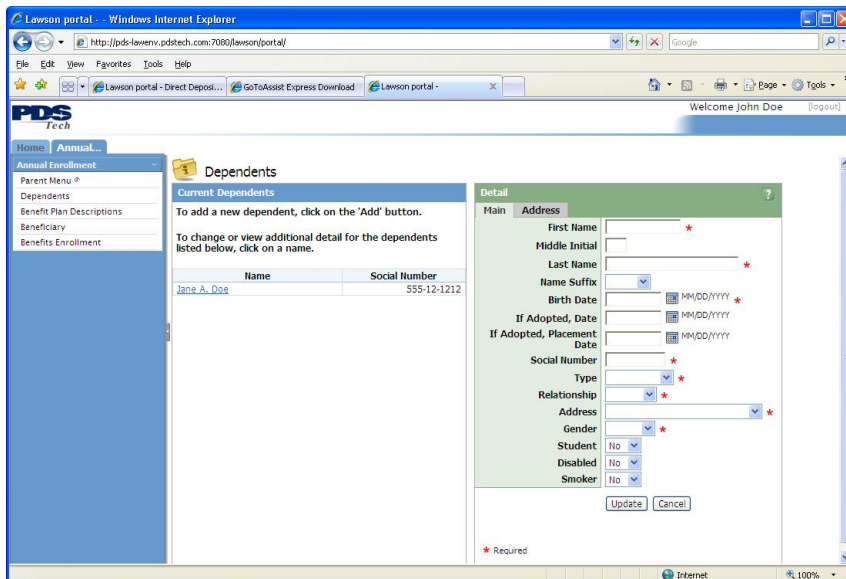 Lawson portal - - Windows Internet Explorer
http://pds-lawenv.pdstech.com:7080/lawson/portal/
Google
File Edit View Favorites Tools Help
Lawson portal - Direct Deposi... GoToAssist Express Download Lawson portal - X
Page Tools
PDS
Tech
Welcome John Doe [logout]
Home Annual...
Annual Enrollment
Parent Menu
Dependents
Benefit Plan Descriptions
Beneficiary
Benefits Enrollment
Dependents
Current Dependents
To add a new dependent, click on the 'Add' button.
To change or view additional detail for the dependents
listed below, click on a name.
Name Social Number
Jane A. Doe 555-12-1212
Detail ?
Main Address
First Name *
Middle Initial
Last Name *
Name Suffix
Birth Date MM/DD/YYYY *
If Adopted, Date MM/DD/YYYY
If Adopted, Placement
Date MM/DD/YYYY
Social Number *
Type *
Relationship *
Address *
Gender *
Student No
Disabled No
Smoker No
Update Cancel
* Required
Internet 100%